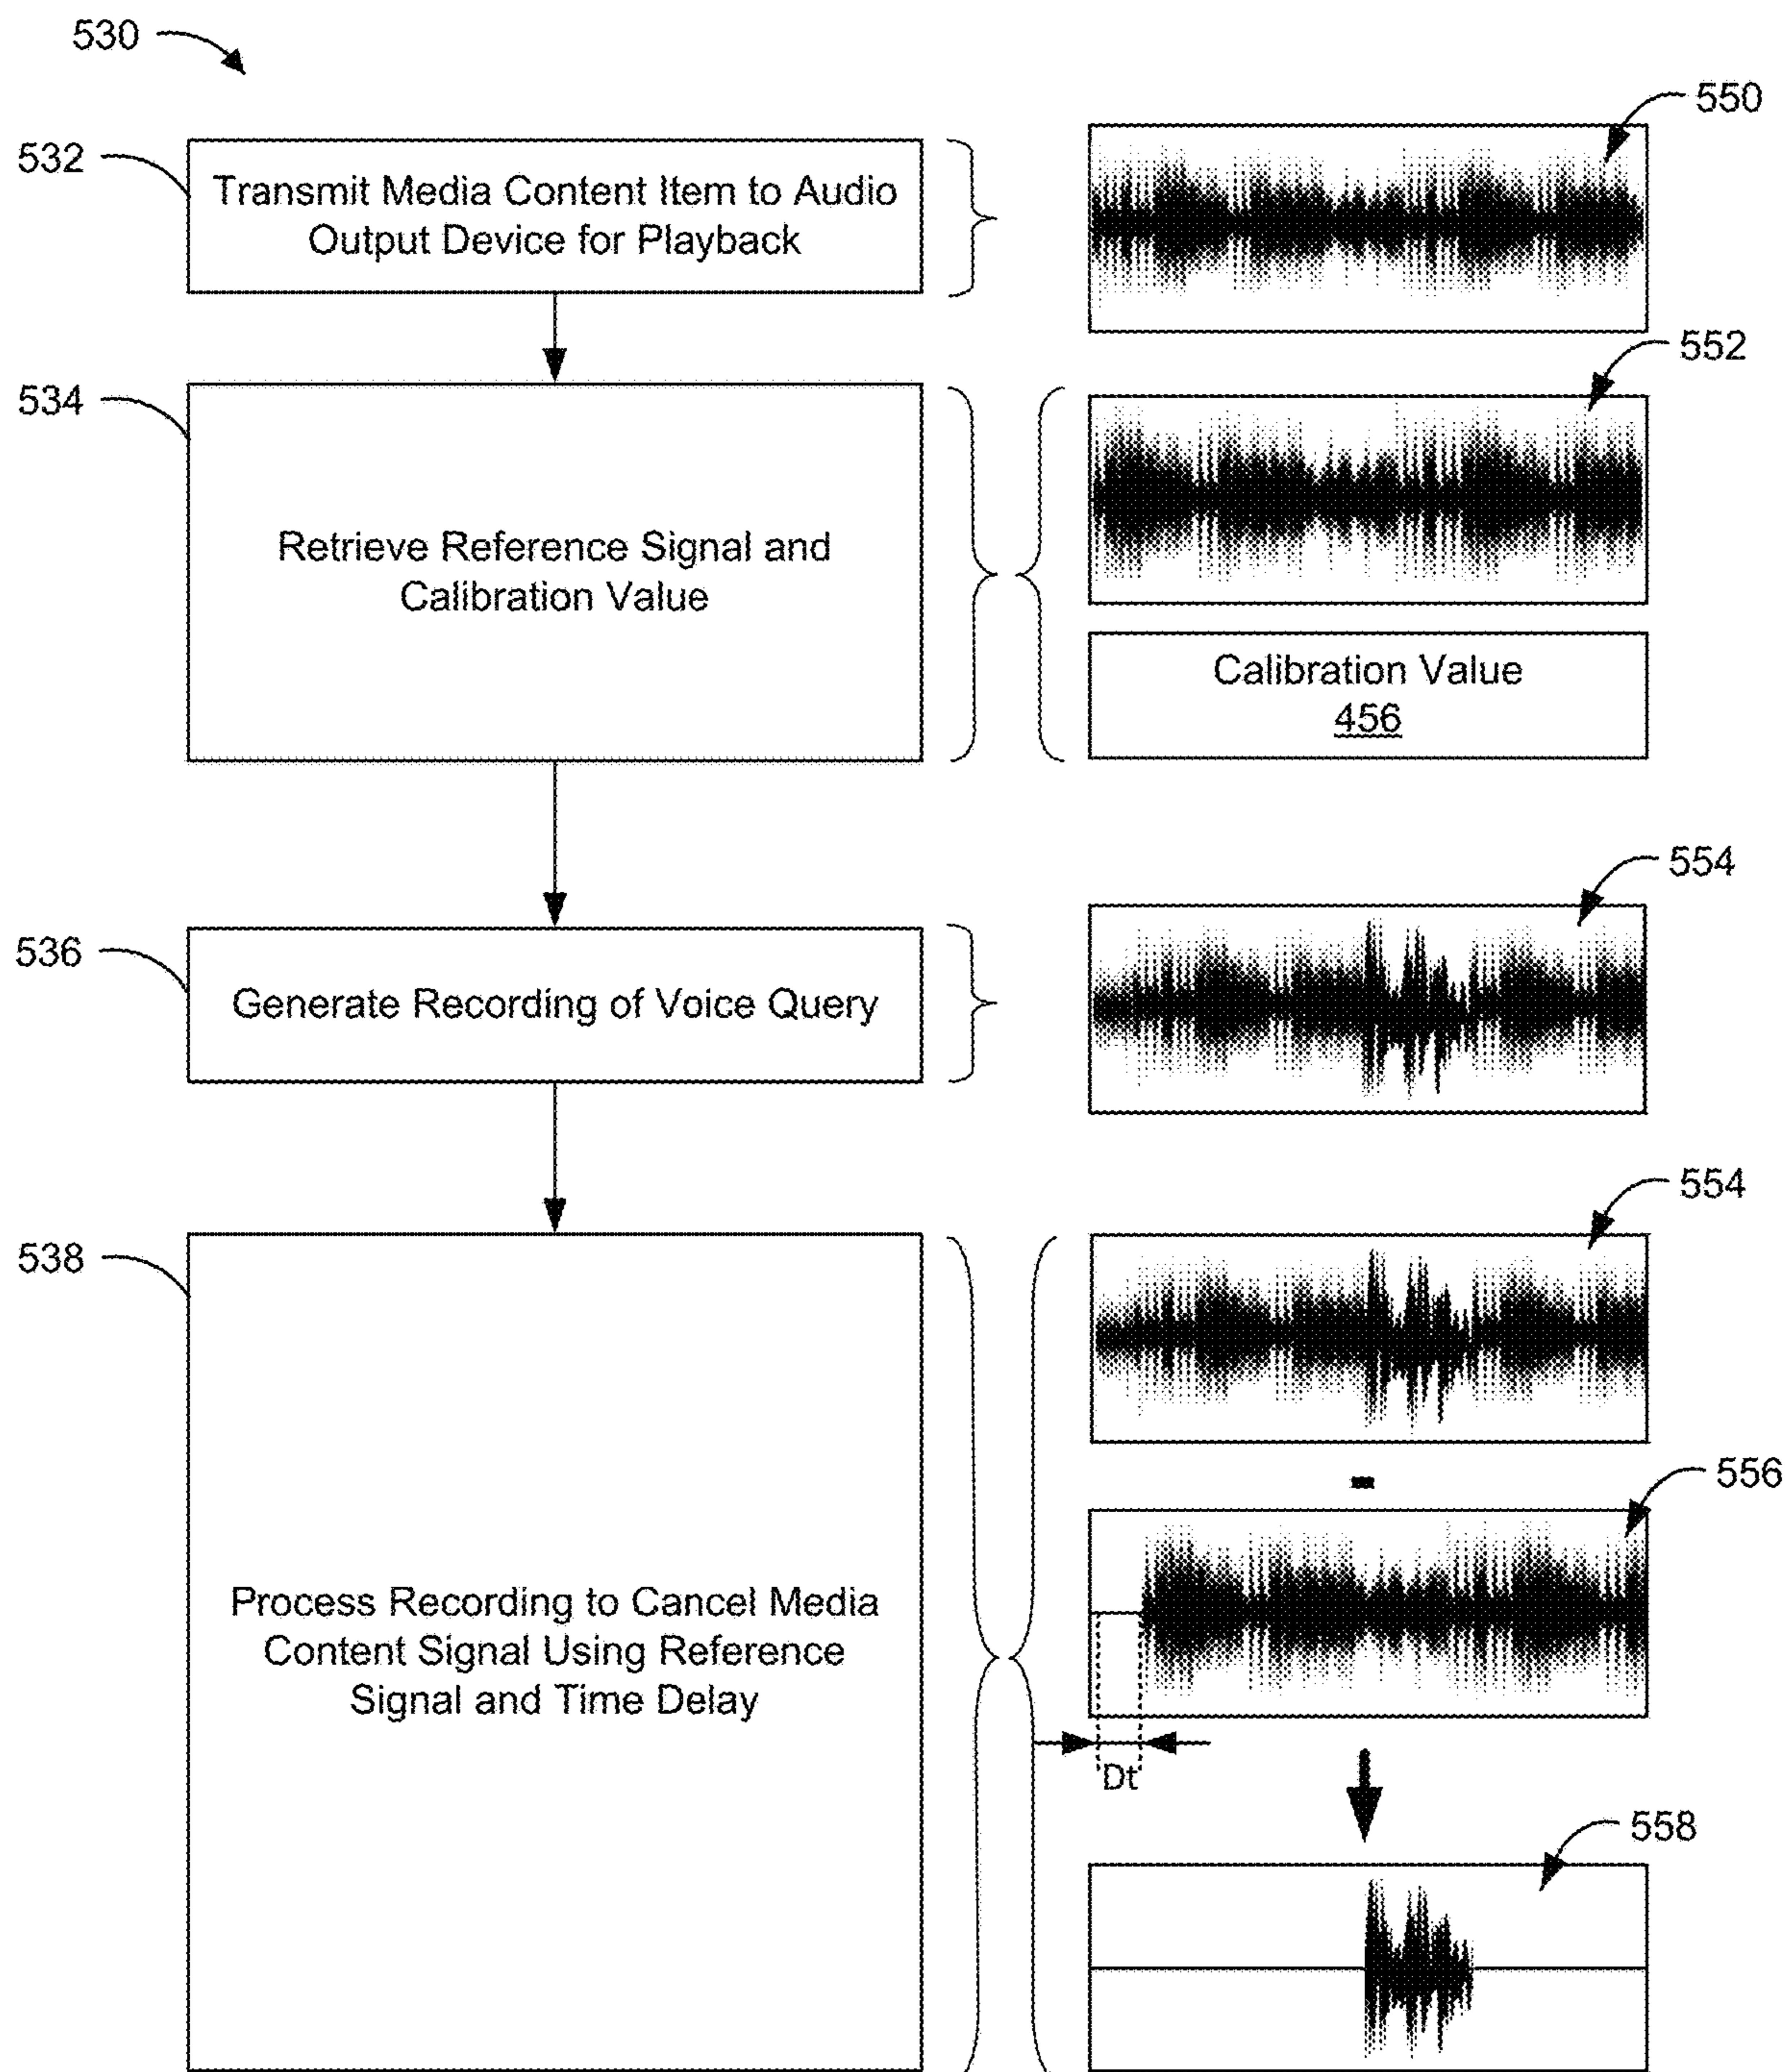 530
550
532
Transmit Media Content Item to Audio
Output Device for Playback
552
534
Retrieve Reference Signal and
Calibration Value
Calibration Value
456
554
536
Generate Recording of Voice Query
554
538
-
556
Process Recording to Cancel Media
Content Signal Using Reference
Signal and Time Delay
Dt
558